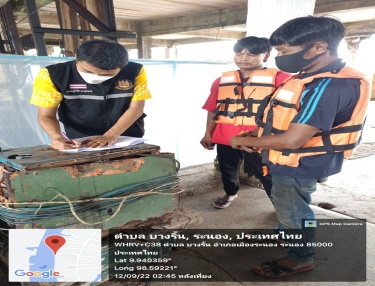 GPS Map Camera
ตำบล บางริ้น, ระนอง, ประเทศไทย
WHRV+C38 ตำบล บางริ้น อำเภอเมืองระนอง ระนอง 85000
ประเทศไทย
Lat 9.940359°
Long 98.59221°
12/09/22 02:45 หลังเที่ยง
Google